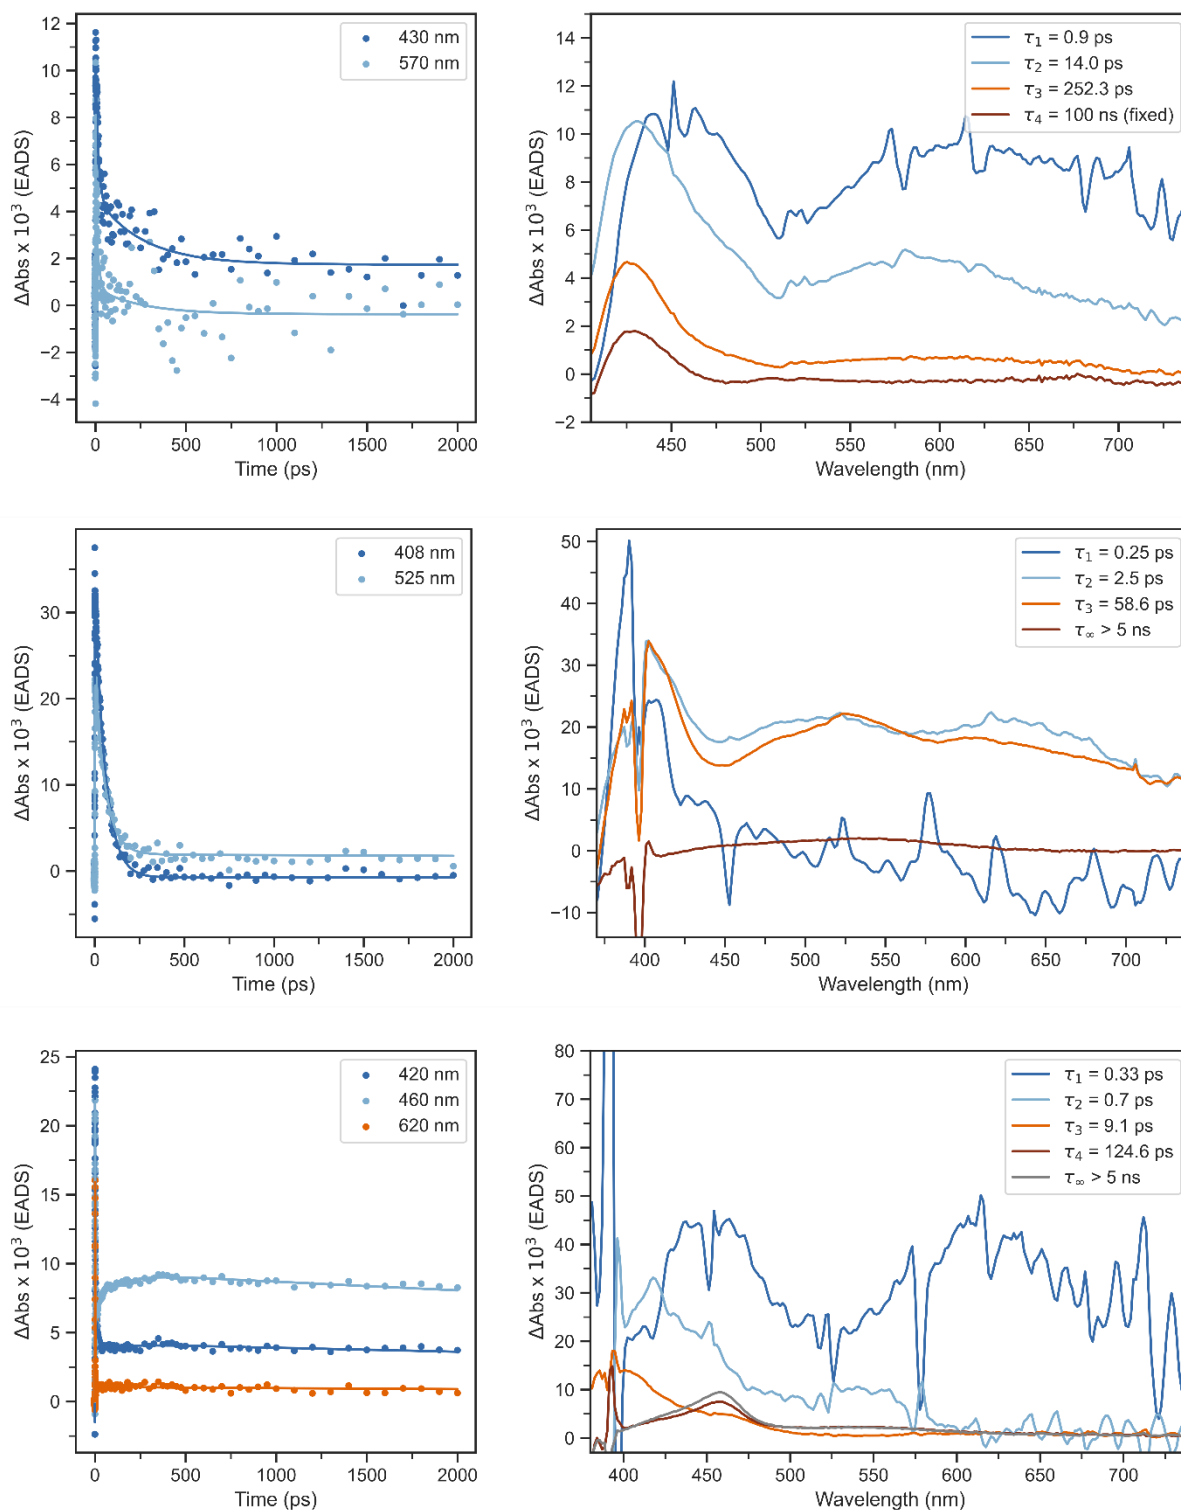 12
10
8
6
4
2
0
−2
−4
ΔAbs x 10³ (EADS)
430 nm
570 nm
0 500 1000 1500 2000
Time (ps)
14
12
10
8
6
4
2
0
−2
ΔAbs x 10³ (EADS)
τ₁ = 0.9 ps
τ₂ = 14.0 ps
τ₃ = 252.3 ps
τ₄ = 100 ns (fixed)
450 500 550 600 650 700
Wavelength (nm)
30
20
10
0
ΔAbs x 10³ (EADS)
408 nm
525 nm
0 500 1000 1500 2000
Time (ps)
50
40
30
20
10
0
−10
ΔAbs x 10³ (EADS)
τ₁ = 0.25 ps
τ₂ = 2.5 ps
τ₃ = 58.6 ps
τ∞ > 5 ns
400 450 500 550 600 650 700
Wavelength (nm)
25
20
15
10
5
0
ΔAbs x 10³ (EADS)
420 nm
460 nm
620 nm
0 500 1000 1500 2000
Time (ps)
80
70
60
50
40
30
20
10
0
ΔAbs x 10³ (EADS)
τ₁ = 0.33 ps
τ₂ = 0.7 ps
τ₃ = 9.1 ps
τ₄ = 124.6 ps
τ∞ > 5 ns
400 450 500 550 600 650 700
Wavelength (nm)